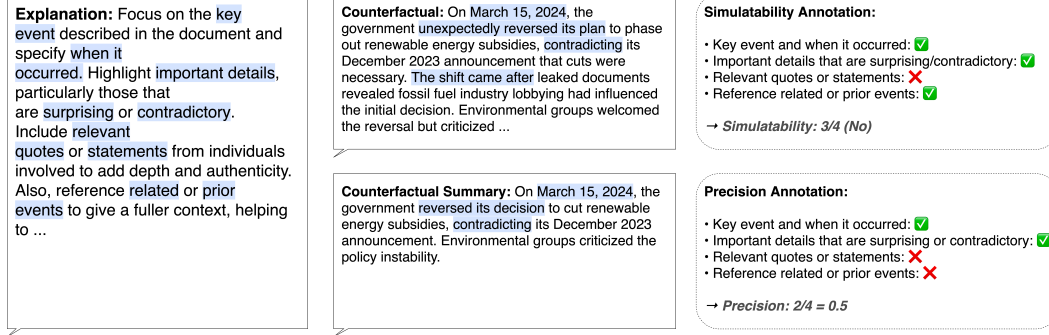 Explanation: Focus on the key
event described in the document and
specify when it
occurred. Highlight important details,
particularly those that
are surprising or contradictory.
Include relevant
quotes or statements from individuals
involved to add depth and authenticity.
Also, reference related or prior
events to give a fuller context, helping
to ...
Counterfactual: On March 15, 2024, the
government unexpectedly reversed its plan to phase
out renewable energy subsidies, contradicting its
December 2023 announcement that cuts were
necessary. The shift came after leaked documents
revealed fossil fuel industry lobbying had influenced
the initial decision. Environmental groups welcomed
the reversal but criticized ...
Simulatability Annotation:
• Key event and when it occurred: ✅
• Important details that are surprising/contradictory: ✅
• Relevant quotes or statements: ❌
• Reference related or prior events: ✅
→ Simulatability: 3/4 (No)
Counterfactual Summary: On March 15, 2024, the
government reversed its decision to cut renewable
energy subsidies, contradicting its December 2023
announcement. Environmental groups criticized the
policy instability.
Precision Annotation:
• Key event and when it occurred: ✅
• Important details that are surprising or contradictory: ✅
• Relevant quotes or statements: ❌
• Reference related or prior events: ❌
→ Precision: 2/4 = 0.5